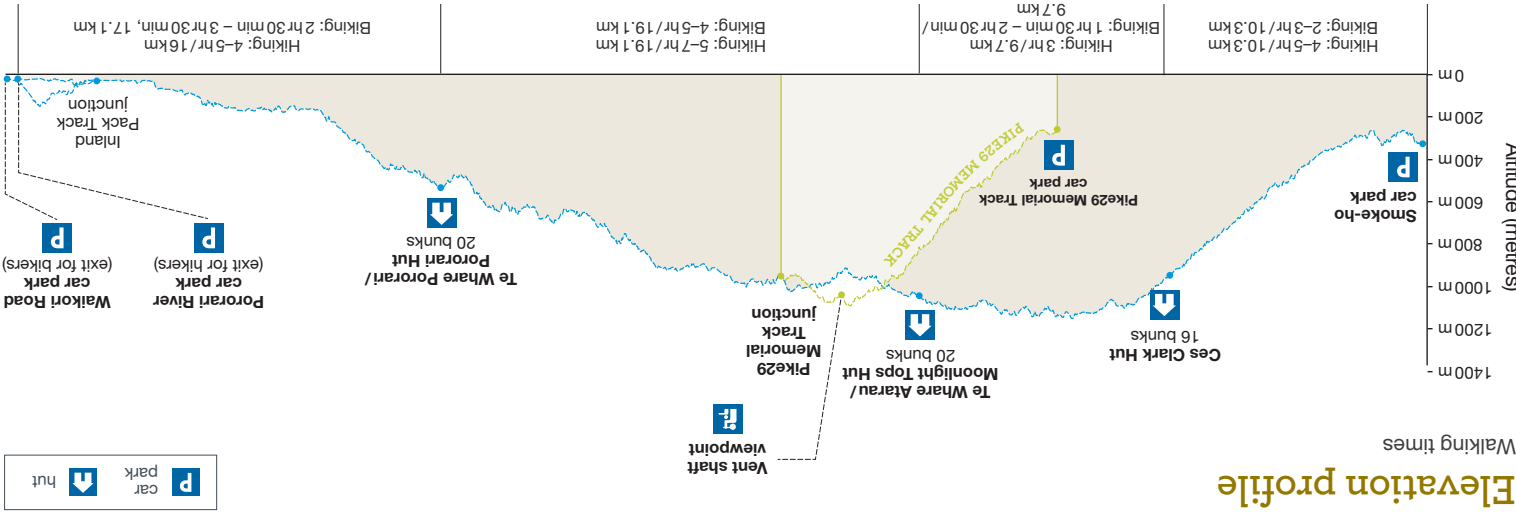 Elevation profile
Walking times
car
park
hut
Altitude (metres)
1400 m
1200 m
1000 m
800 m
600 m
400 m
200 m
0 m
Smoke-ho
car park
Ces Clark Hut
16 bunks
Pike29 Memorial Track
car park
PIKE29 MEMORIAL TRACK
Te Whare Atarau/
Moonlight Tops Hut
20 bunks
Vent shaft
viewpoint
Pike29
Memorial
Track
junction
Te Whare Pororari/
Pororari Hut
20 bunks
Inland
Pack Track
junction
Pororari River
car park
(exit for hikers)
Waikori Road
car park
(exit for bikers)
Hiking: 4–5 hr/10.3 km
Biking: 2–3 hr/10.3 km
Hiking: 3 hr/9.7 km
Biking: 1 hr 30 min – 2 hr 30 min/
9.7 km
Hiking: 5–7 hr/19.1 km
Biking: 4–5 hr/19.1 km
Hiking: 4–5 hr/16 km
Biking: 2 hr 30 min – 3 hr 30 min, 17.1 km